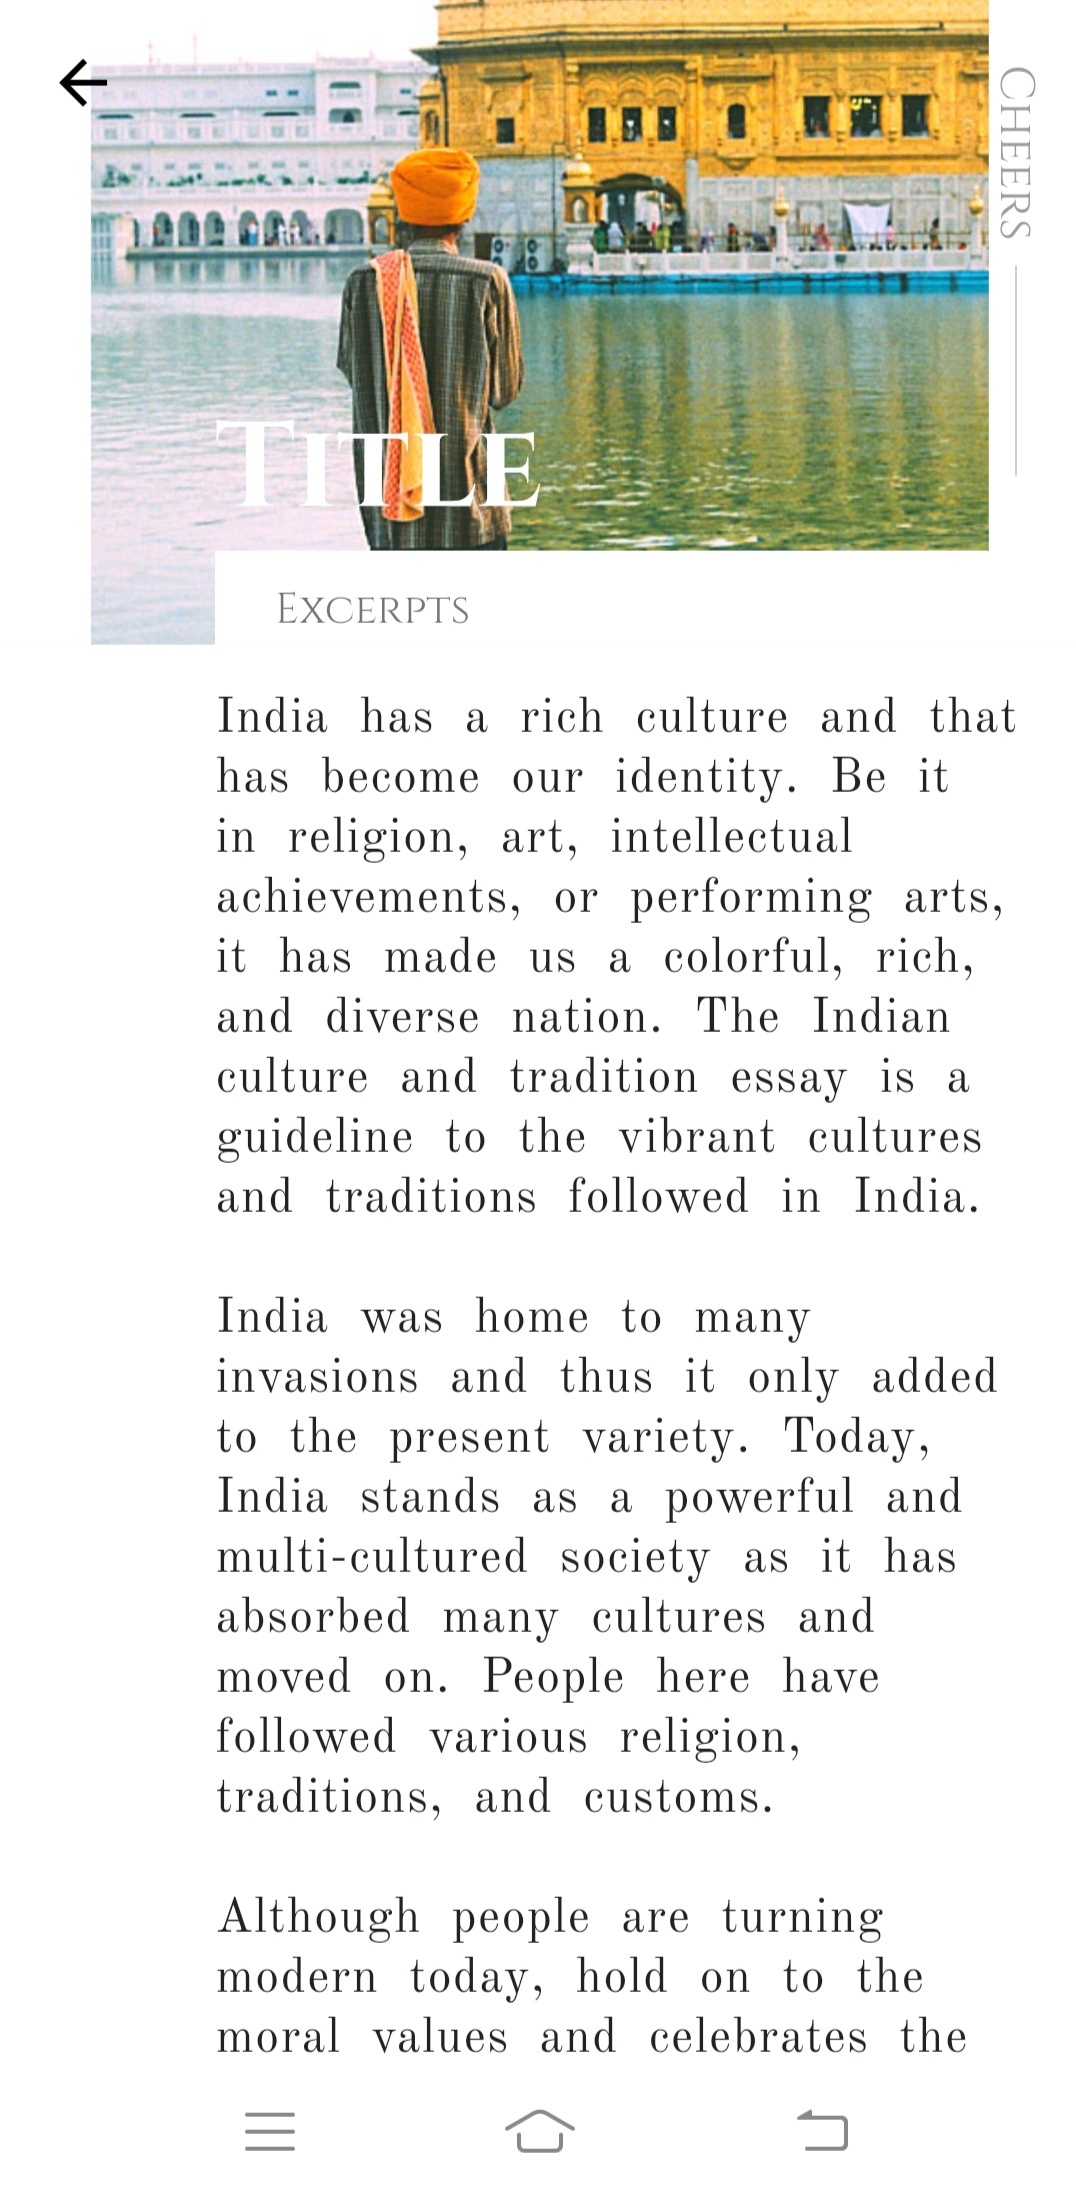 CHEERS
TITLE
EXCERPTS
India has a rich culture and that
has become our identity. Be it
in religion, art, intellectual
achievements, or performing arts,
it has made us a colorful, rich,
and diverse nation. The Indian
culture and tradition essay is a
guideline to the vibrant cultures
and traditions followed in India.
India was home to many
invasions and thus it only added
to the present variety. Today,
India stands as a powerful and
multi-cultured society as it has
absorbed many cultures and
moved on. People here have
followed various religion,
traditions, and customs.
Although people are turning
modern today, hold on to the
moral values and celebrates the